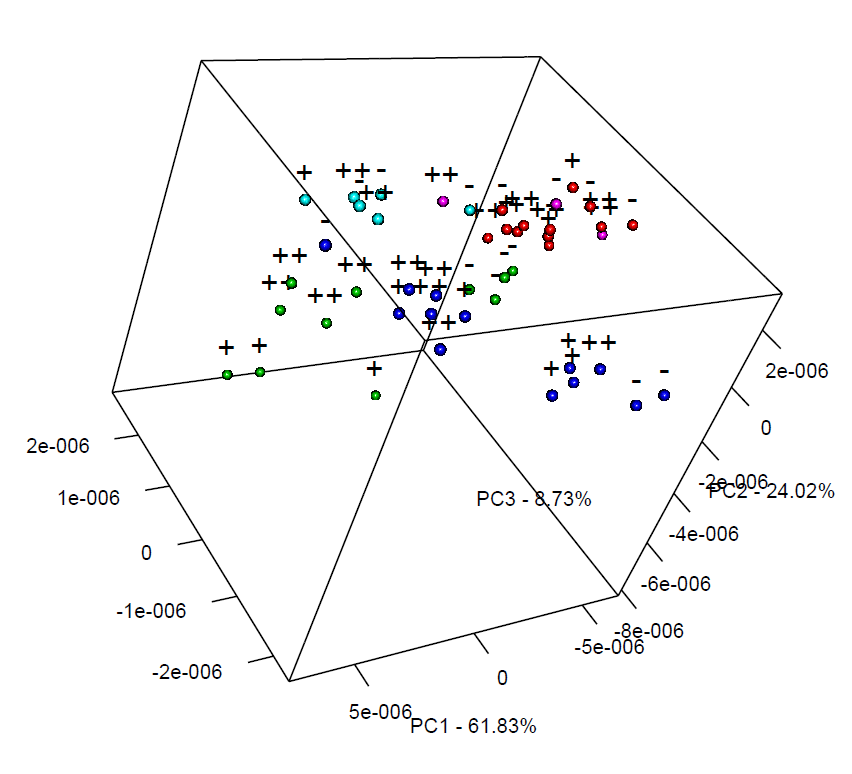 +
++-
-
++
++
-
-
+
-
-
-
-
++
++
++
++
++
++
-
-
++
++
+
+
+
+
++
+
+
-
-
2e-006
1e-006
0
-1e-006
-2e-006
PC3 - 8.73%
2e-006
0
-2e-006
PC2 - 24.02%
-4e-006
-6e-006
-8e-006
-5e-006
0
5e-006
PC1 - 61.83%